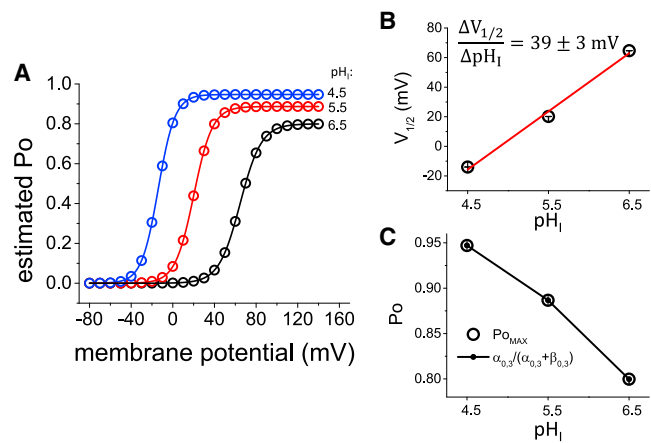 A
pHI:
4.5
5.5
6.5
1.0
0.8
0.6
0.4
0.2
0.0
estimated Po
-80 -40 0 40 80 120 160
membrane potential (mV)
B
ΔV1/2
ΔpHI
= 39 ± 3 mV
80
60
40
20
0
-20
V1/2 (mV)
4.5 5.5 6.5
pHI
C
0.95
0.90
0.85
0.80
Po
PoMAX
α0,3/(α0,3+β0,3)
4.5 5.5 6.5
pHI